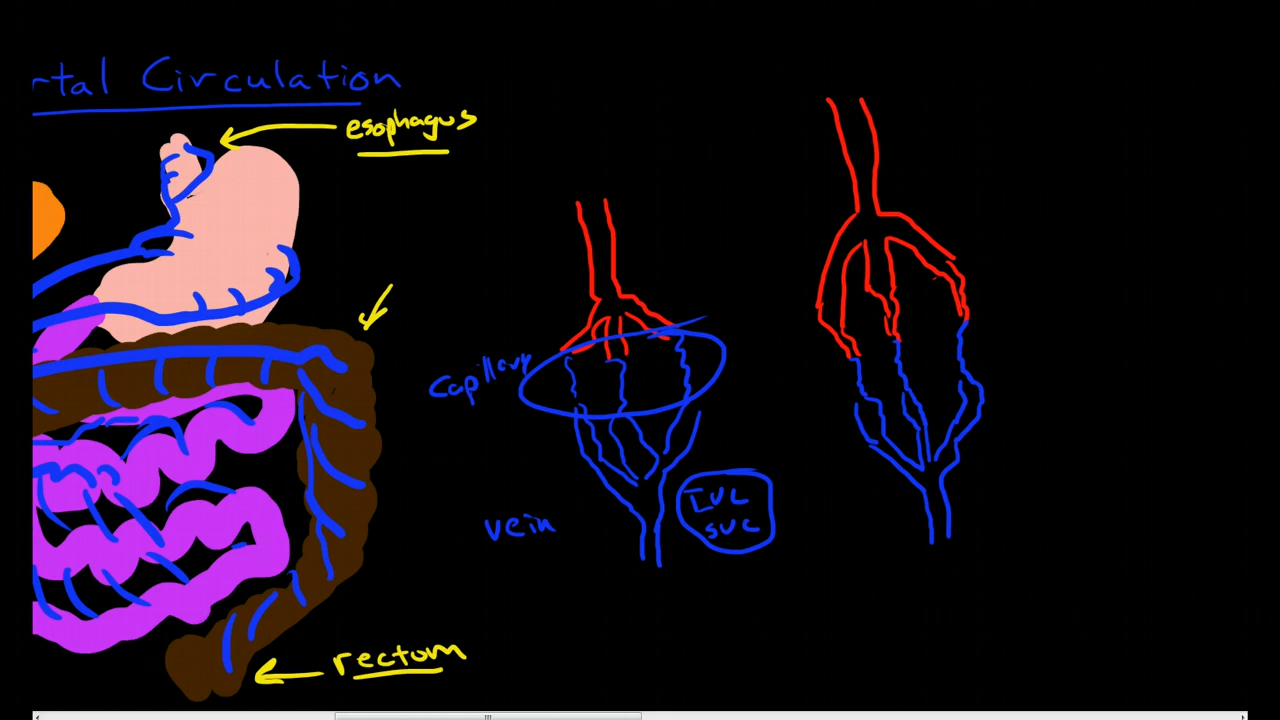 rtal Circulation
esophagus
capillary
vein
IVC
SVC
rectum